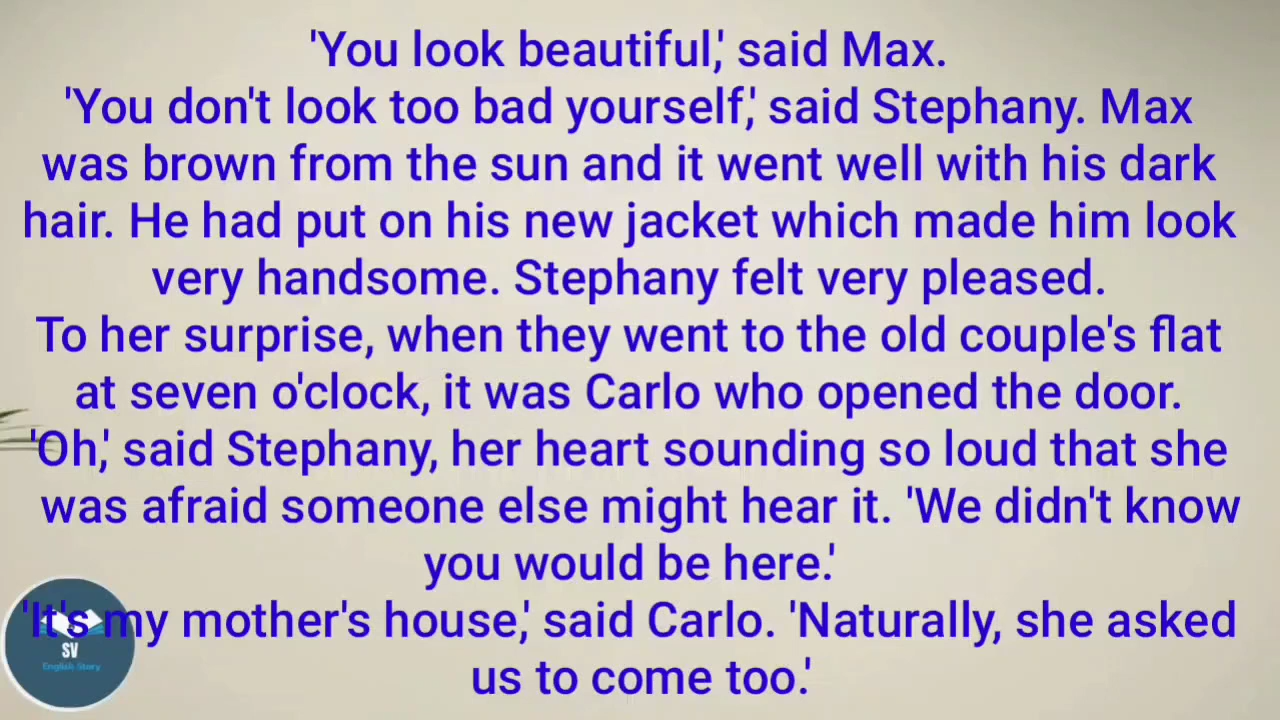 'You look beautiful,' said Max.
'You don't look too bad yourself,' said Stephany. Max
was brown from the sun and it went well with his dark
hair. He had put on his new jacket which made him look
very handsome. Stephany felt very pleased.
To her surprise, when they went to the old couple's flat
at seven o'clock, it was Carlo who opened the door.
'Oh,' said Stephany, her heart sounding so loud that she
was afraid someone else might hear it. 'We didn't know
you would be here.'
'It's my mother's house,' said Carlo. 'Naturally, she asked
us to come too.'
SV
English Story